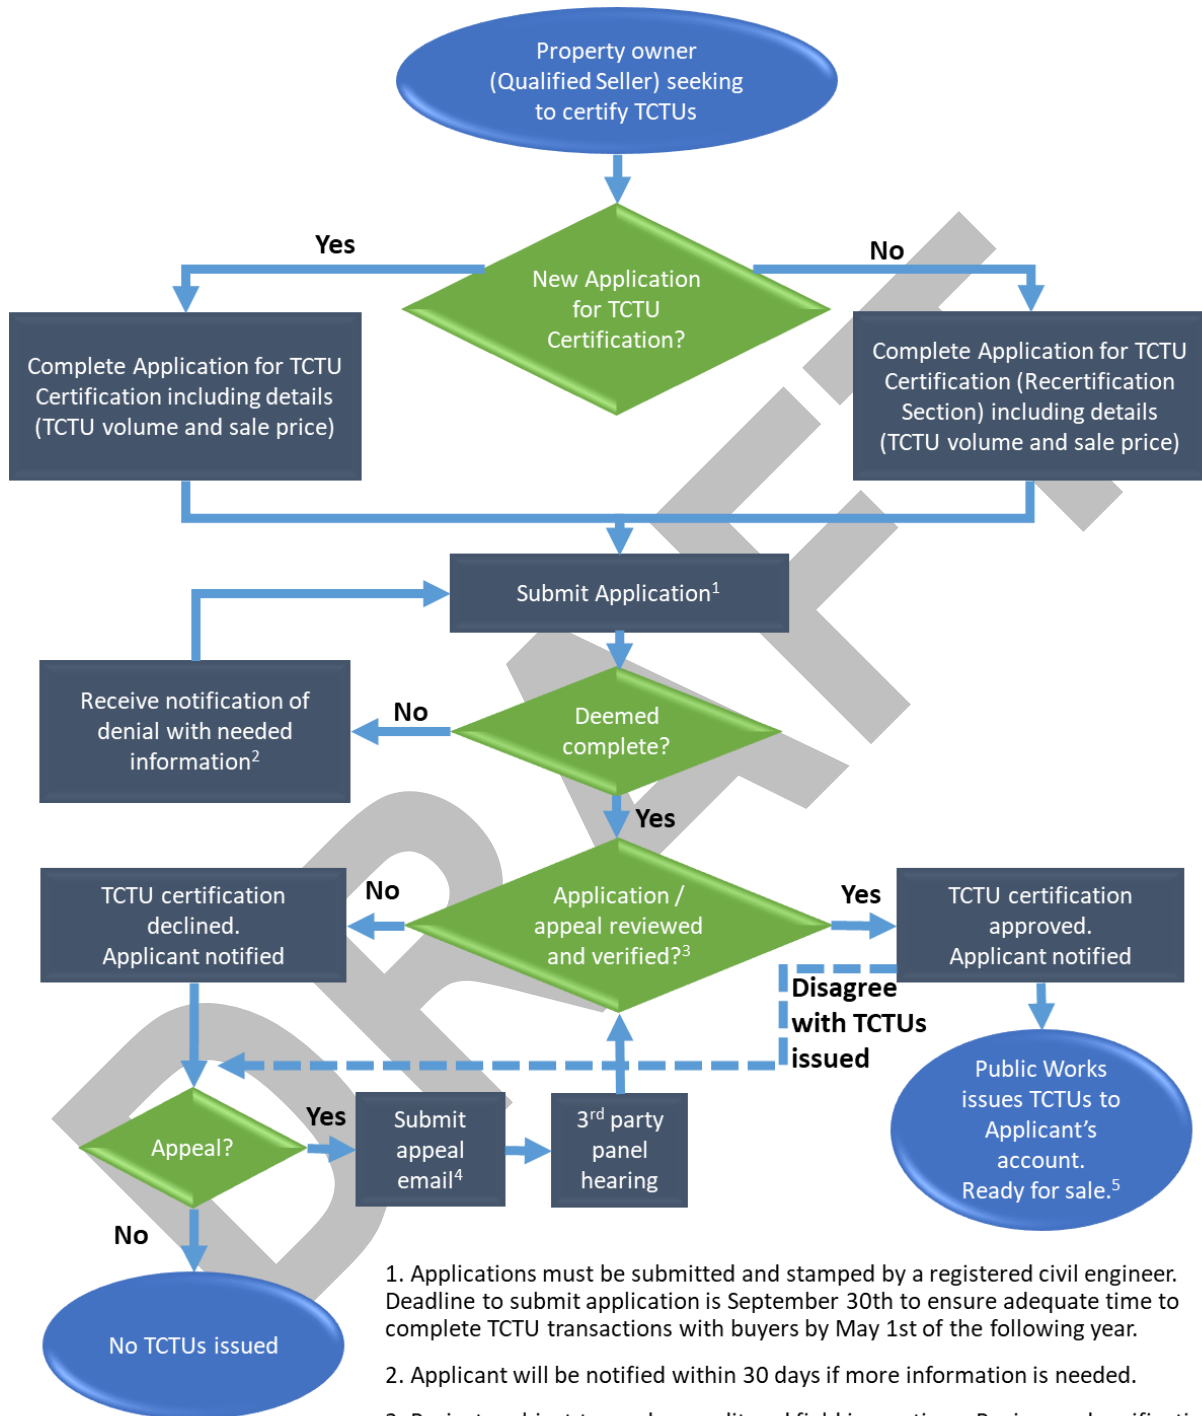 Property owner
(Qualified Seller) seeking
to certify TCTUs
Yes
No
New Application
for TCTU
Certification?
Complete Application for TCTU
Certification including details
(TCTU volume and sale price)
Complete Application for TCTU
Certification (Recertification
Section) including details
(TCTU volume and sale price)
Submit Application1
Receive notification of
denial with needed
information2
No
Deemed
complete?
Yes
TCTU certification
declined.
Applicant notified
No
Application /
appeal reviewed
and verified?3
Yes
TCTU certification
approved.
Applicant notified
Disagree
with TCTUs
issued
Appeal?
Yes
Submit
appeal
email4
3rd party
panel
hearing
Public Works
issues TCTUs to
Applicant's
account.
Ready for sale.5
No
No TCTUs issued
1. Applications must be submitted and stamped by a registered civil engineer.
Deadline to submit application is September 30th to ensure adequate time to
complete TCTU transactions with buyers by May 1st of the following year.
2. Applicant will be notified within 30 days if more information is needed.
DRAFT